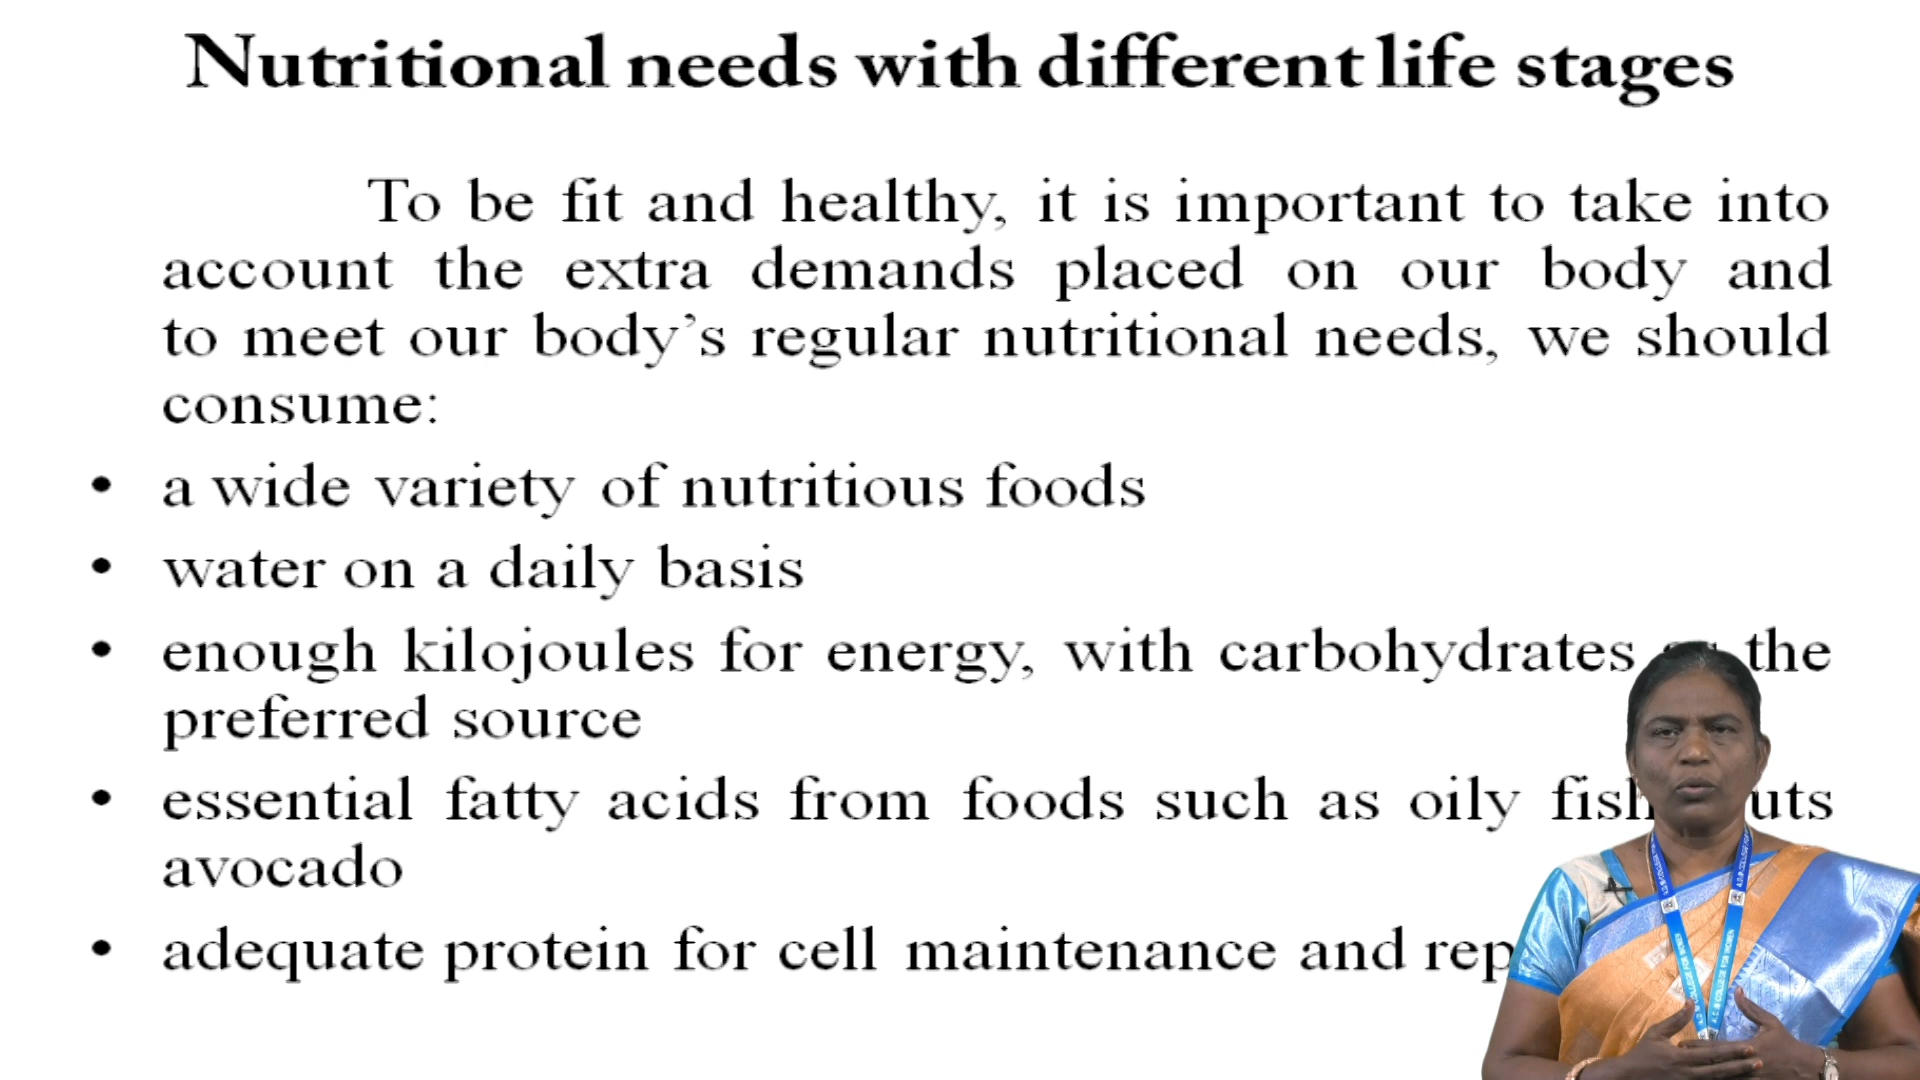 Nutritional needs with different life stages
To be fit and healthy, it is important to take into
account the extra demands placed on our body and
to meet our body's regular nutritional needs, we should
consume:
• a wide variety of nutritious foods
• water on a daily basis
• enough kilojoules for energy, with carbohydrates the
preferred source
• essential fatty acids from foods such as oily fish
avocado
• adequate protein for cell maintenance and